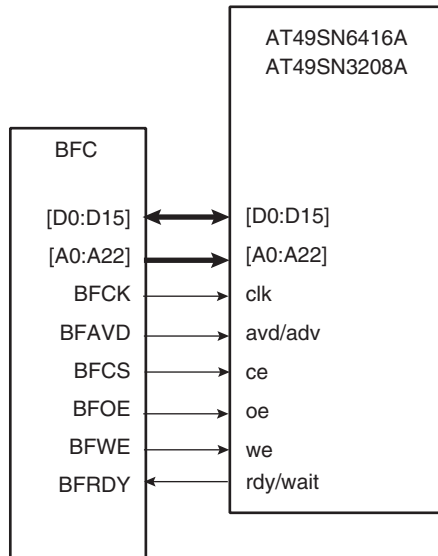 AT49SN6416A
AT49SN3208A
BFC
[D0:D15] [D0:D15]
[A0:A22] [A0:A22]
BFCK clk
BFAVD avd/adv
BFCS ce
BFOE oe
BFWE we
BFRDY rdy/wait